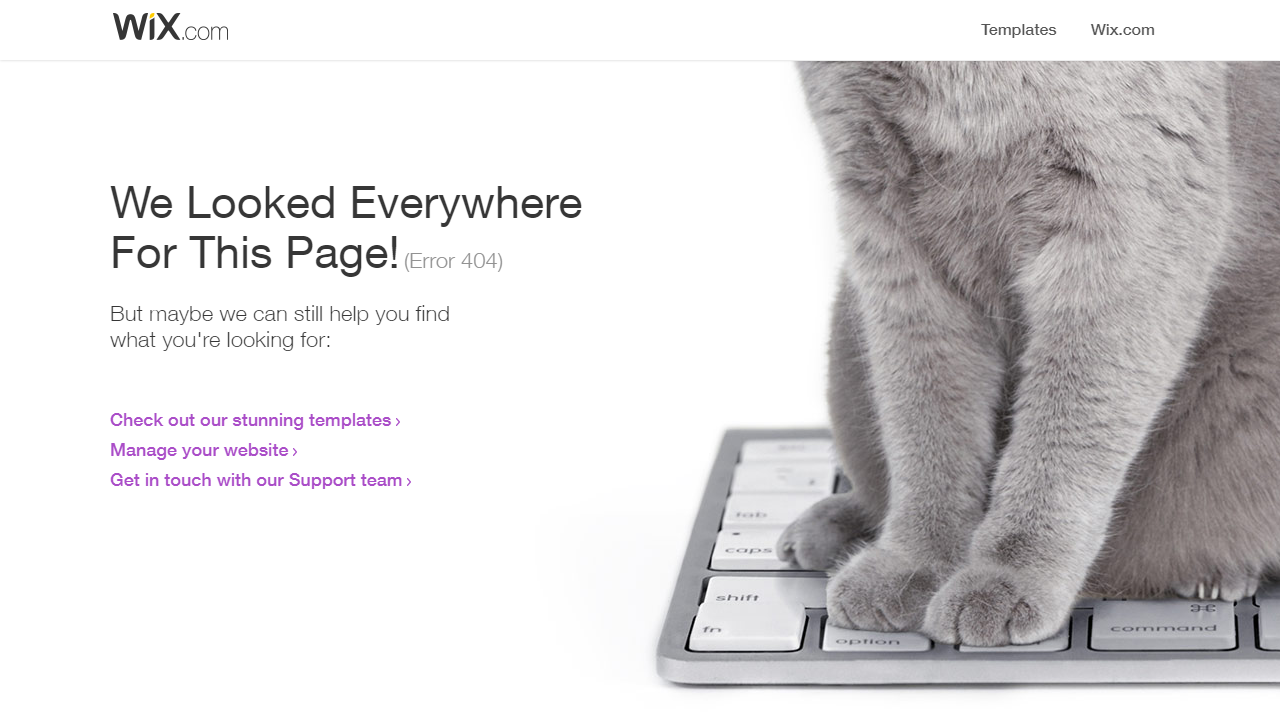 WiX.com
Templates
Wix.com
We Looked Everywhere
For This Page! (Error 404)
But maybe we can still help you find
what you're looking for:
Check out our stunning templates ›
Manage your website ›
Get in touch with our Support team ›
tab
caps
shift
fn
option
⌘
command